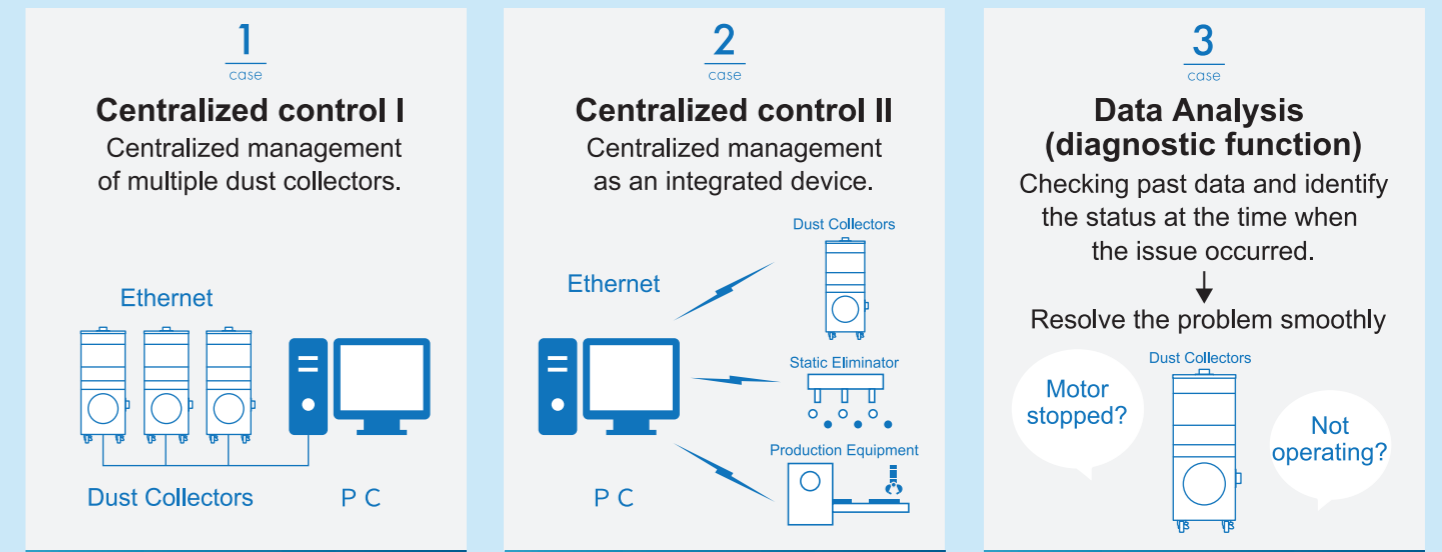 1
case
Centralized control I
Centralized management
of multiple dust collectors.
Ethernet
Dust Collectors
P C
2
case
Centralized control II
Centralized management
as an integrated device.
Dust Collectors
Ethernet
Static Eliminator
Production Equipment
P C
3
case
Data Analysis
(diagnostic function)
Checking past data and identify
the status at the time when
the issue occurred.
Resolve the problem smoothly
Dust Collectors
Motor
stopped?
Not
operating?